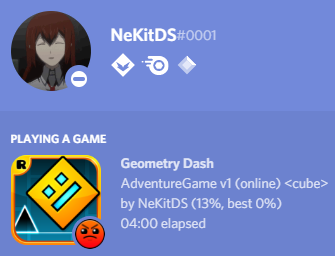 NeKitDS#0001
PLAYING A GAME
R
Geometry Dash
AdventureGame v1 (online) <cube>
by NeKitDS (13%, best 0%)
04:00 elapsed